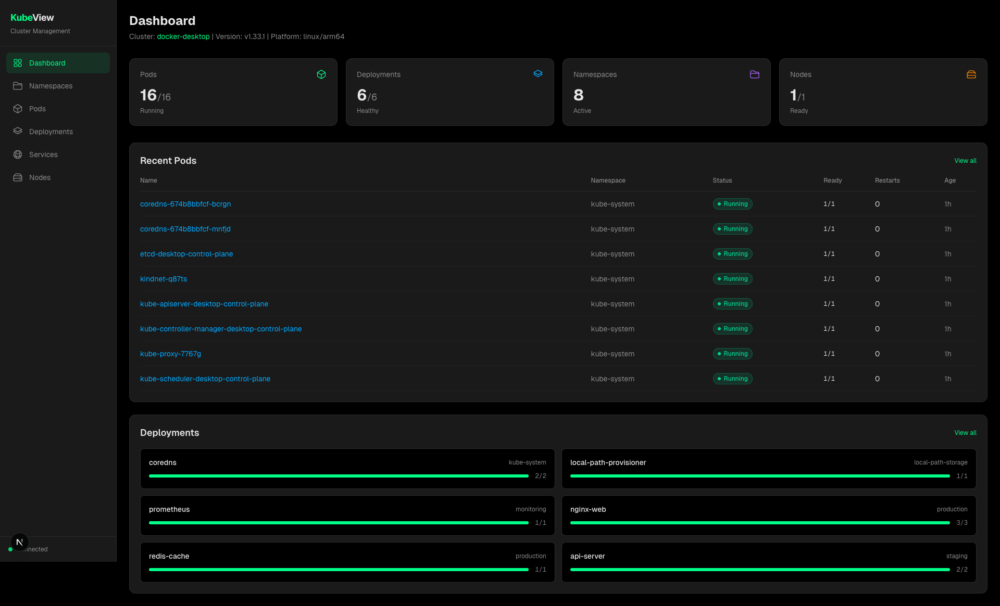 KubeView
Cluster Management
Dashboard
Namespaces
Pods
Deployments
Services
Nodes
N
nnected
Dashboard
Cluster: docker-desktop | Version: v1.33.1 | Platform: linux/arm64
Pods
16/16
Running
Deployments
6/6
Healthy
Namespaces
8
Active
Nodes
1/1
Ready
Recent Pods View all
Name Namespace Status Ready Restarts Age
coredns-674b8bbfcf-bcrgn kube-system Running 1/1 0 1h
coredns-674b8bbfcf-mnfjd kube-system Running 1/1 0 1h
etcd-desktop-control-plane kube-system Running 1/1 0 1h
kindnet-q87ts kube-system Running 1/1 0 1h
kube-apiserver-desktop-control-plane kube-system Running 1/1 0 1h
kube-controller-manager-desktop-control-plane kube-system Running 1/1 0 1h
kube-proxy-7767g kube-system Running 1/1 0 1h
kube-scheduler-desktop-control-plane kube-system Running 1/1 0 1h
Deployments View all
coredns kube-system
2/2
local-path-provisioner local-path-storage
1/1
prometheus monitoring
1/1
nginx-web production
3/3
redis-cache production
1/1
api-server staging
2/2